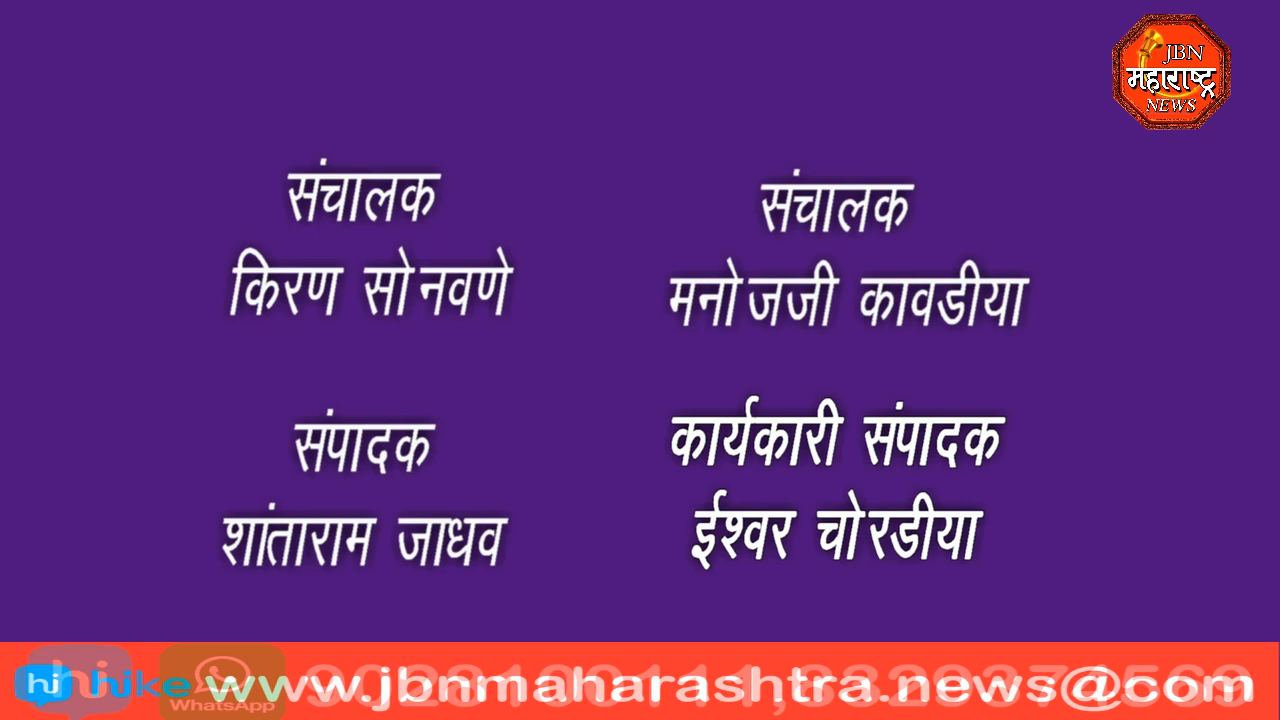 JBN
महाराष्ट्र
NEWS
संचालक
किरण सोनवणे
संचालक
मनोजजी कावडीया
संपादक
शांताराम जाधव
कार्यकारी संपादक
ईश्वर चोरडीया
hi hike www.jbnmaharashtra.news@com
hi WhatsApp